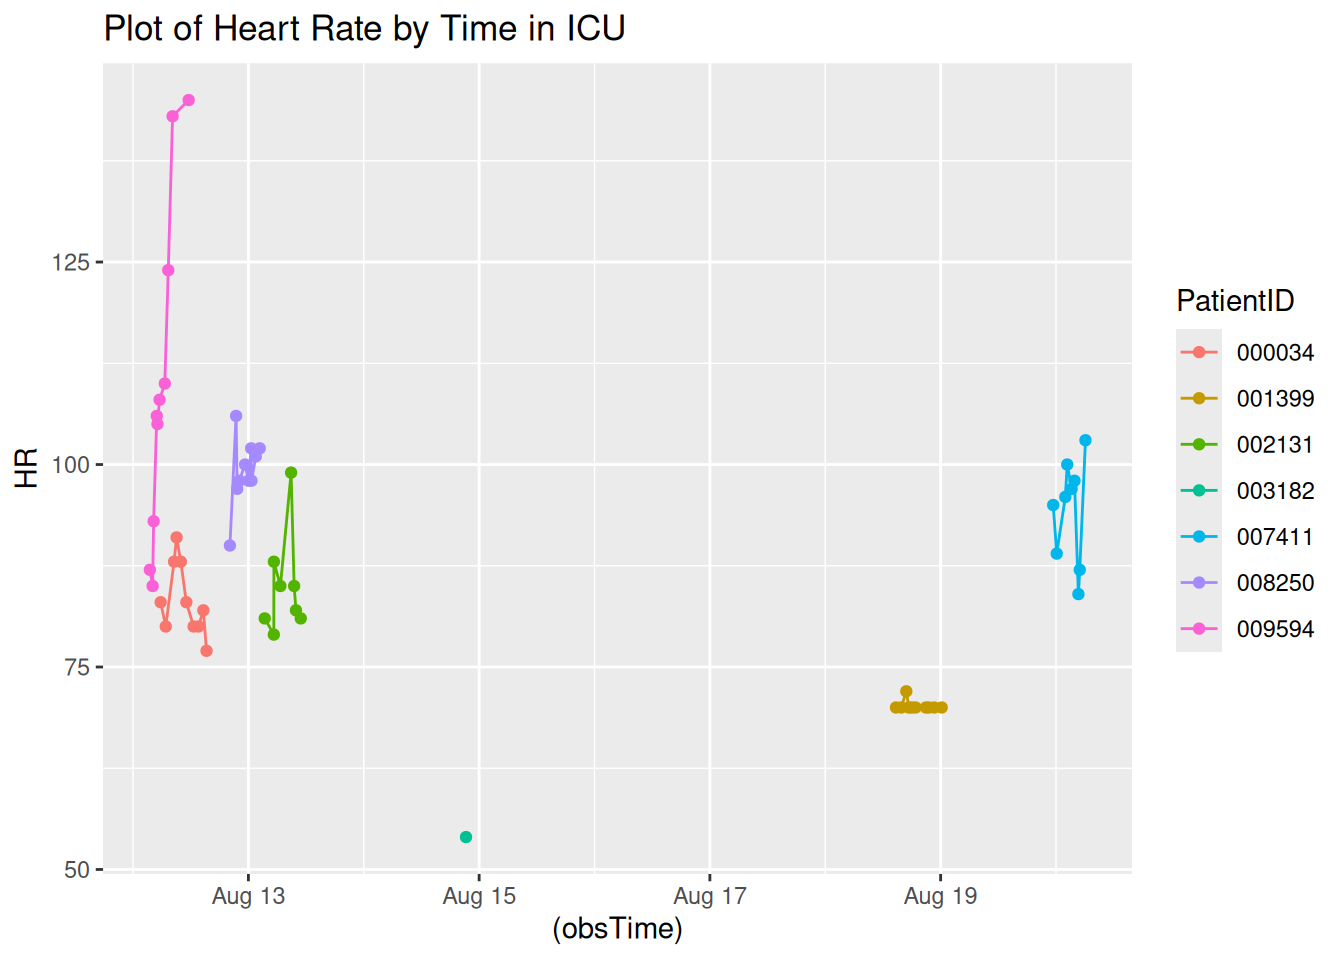 Plot of Heart Rate by Time in ICU
HR
125
100
75
50
Aug 13 Aug 15 Aug 17 Aug 19
(obsTime)
PatientID
000034
001399
002131
003182
007411
008250
009594